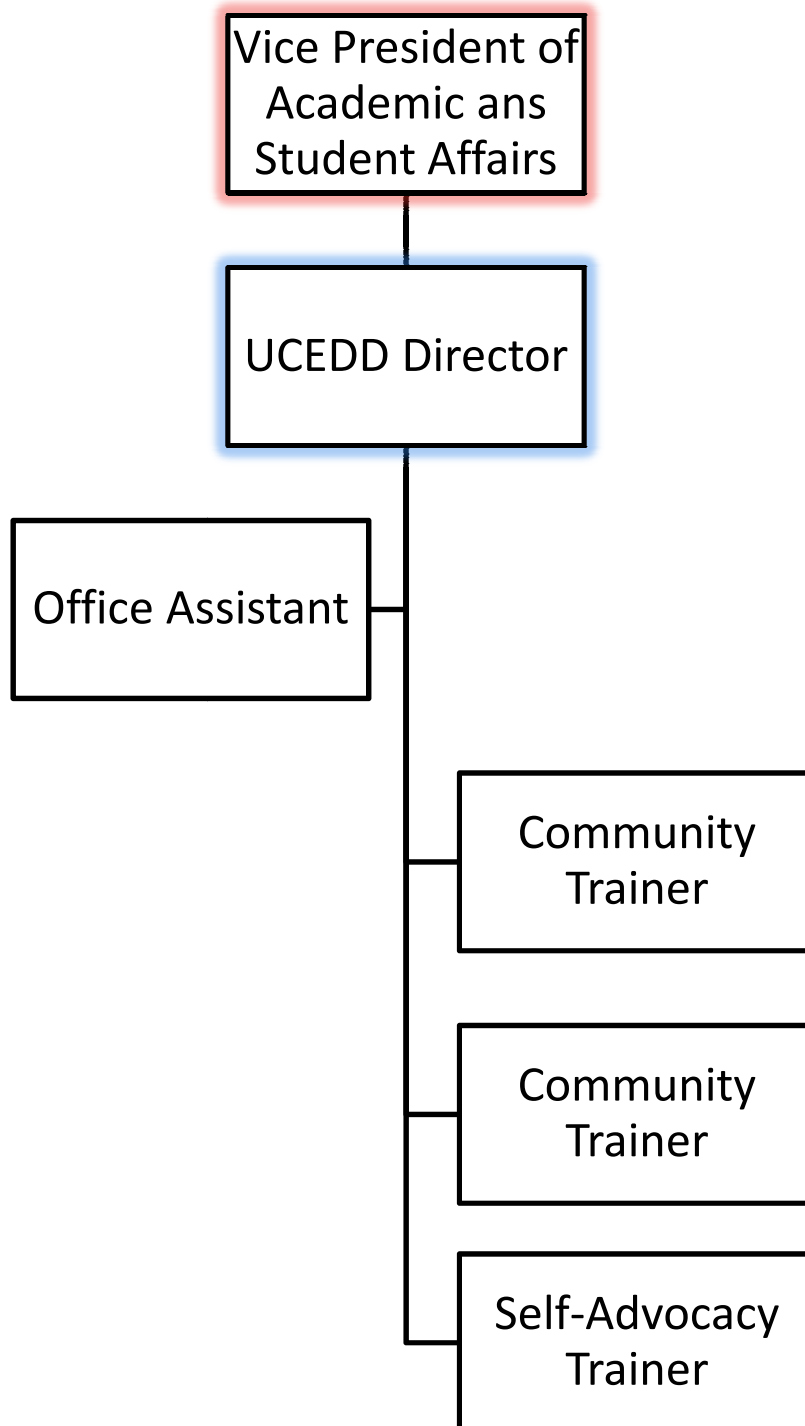 Vice President of
Academic ans
Student Affairs
UCEDD Director
Office Assistant
Community
Trainer
Community
Trainer
Self-Advocacy
Trainer